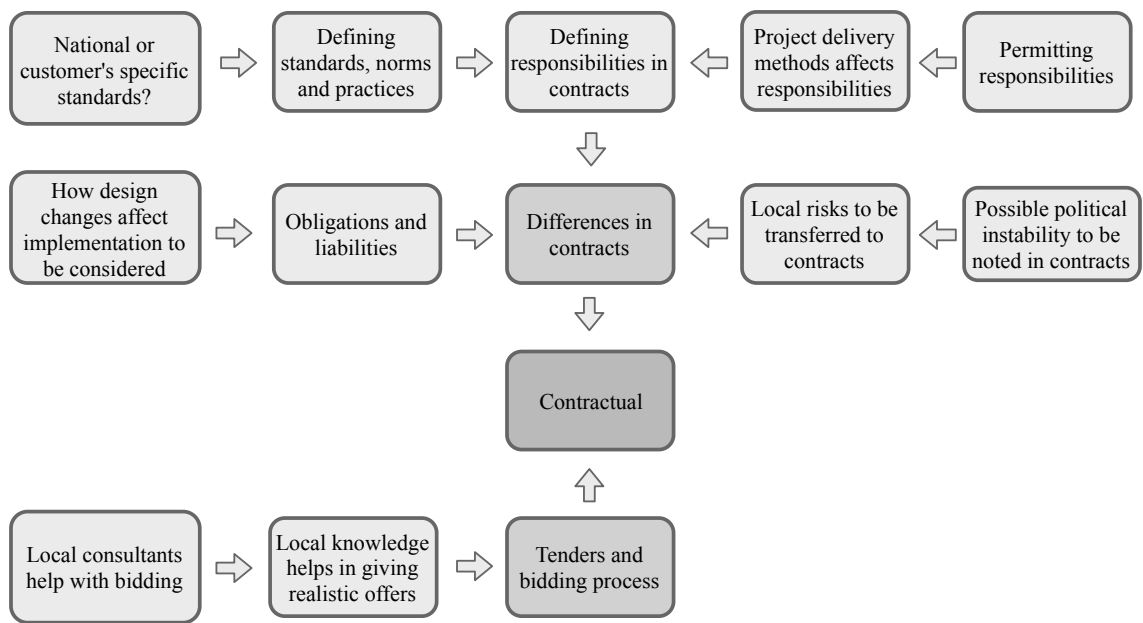 National or
customer's specific
standards?
Defining
standards, norms
and practices
Defining
responsibilities in
contracts
Project delivery
methods affects
responsibilities
Permitting
responsibilities
How design
changes affect
implementation to
be considered
Obligations and
liabilities
Differences in
contracts
Local risks to be
transferred to
contracts
Possible political
instability to be
noted in contracts
Contractual
Local consultants
help with bidding
Local knowledge
helps in giving
realistic offers
Tenders and
bidding process